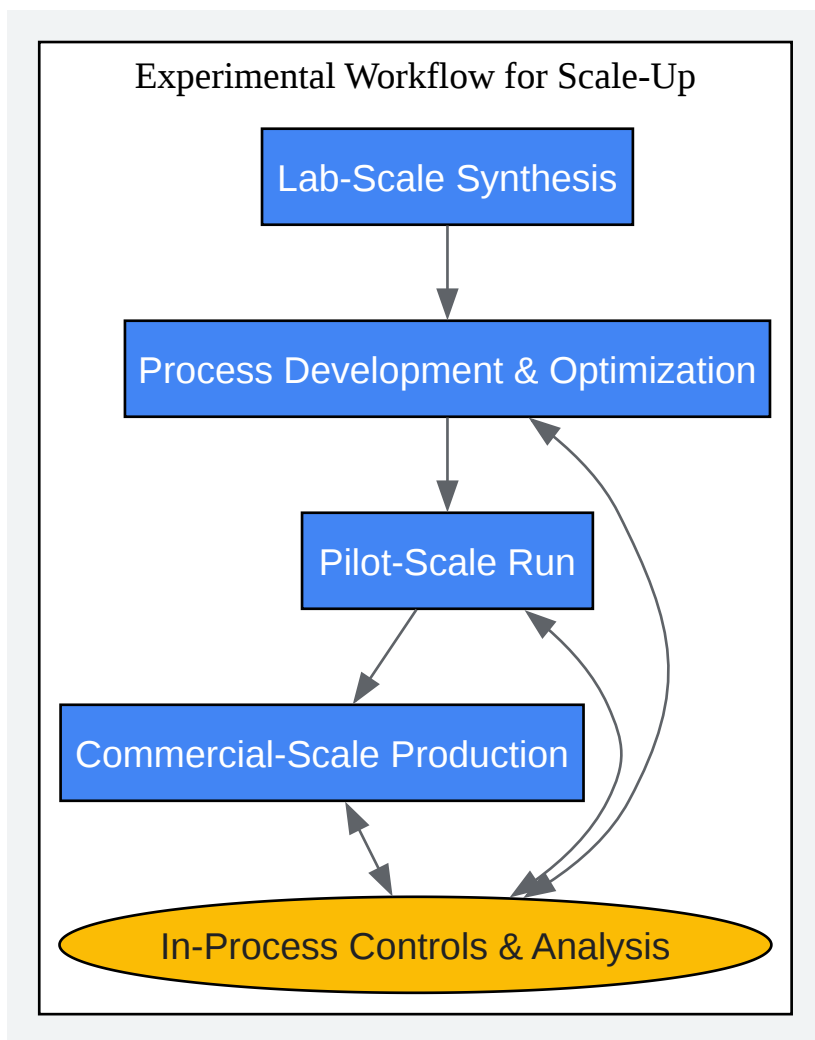 Experimental Workflow for Scale-Up
Lab-Scale Synthesis
Process Development & Optimization
Pilot-Scale Run
Commercial-Scale Production
In-Process Controls & Analysis